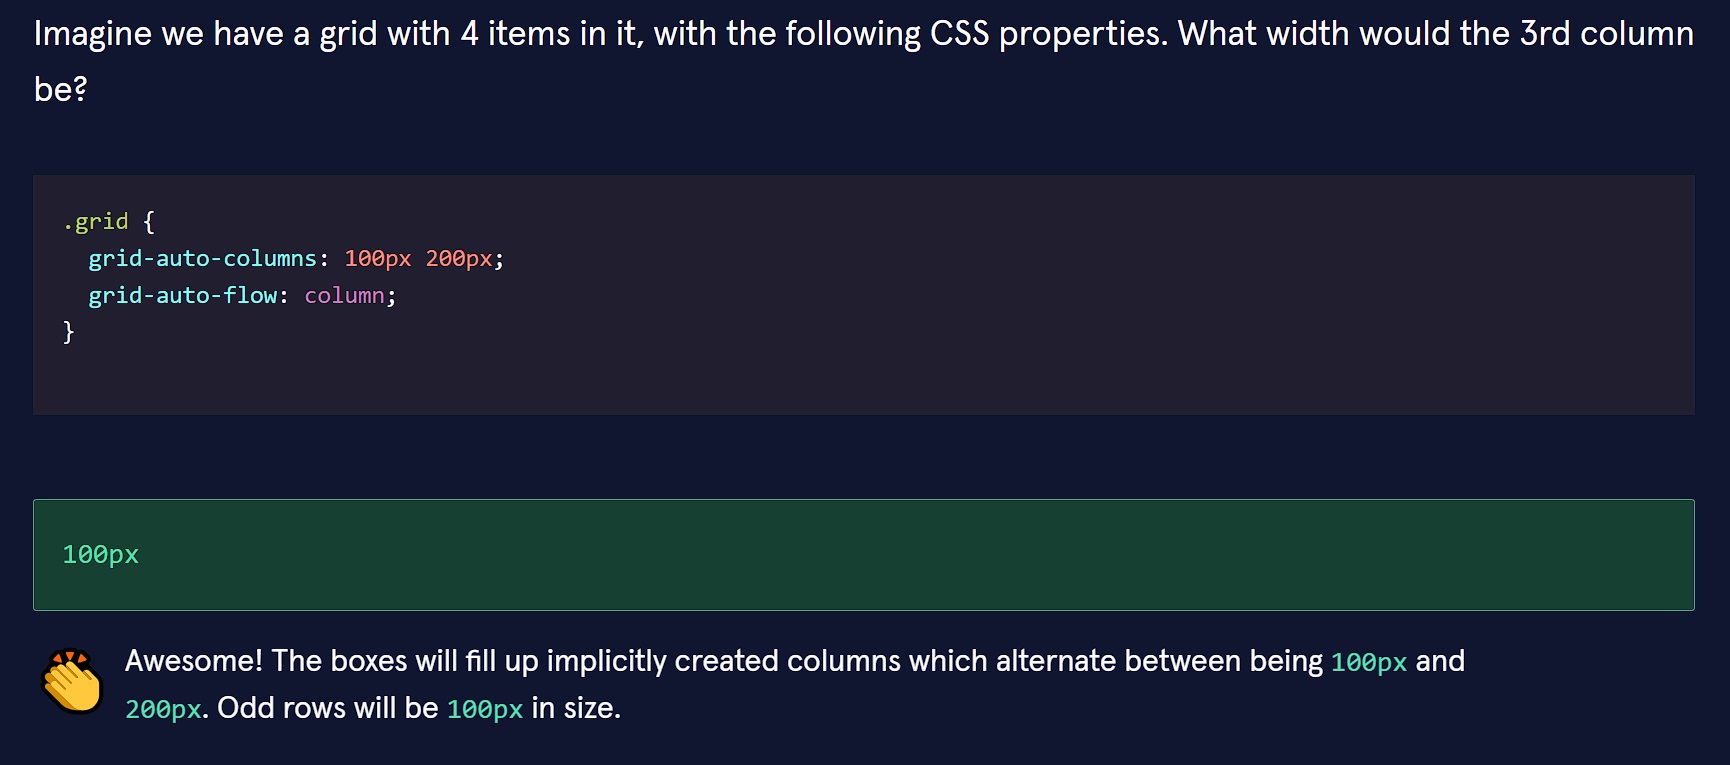 Imagine we have a grid with 4 items in it, with the following CSS properties. What width would the 3rd column
be?
.grid {
  grid-auto-columns: 100px 200px;
  grid-auto-flow: column;
}
100px
Awesome! The boxes will fill up implicitly created columns which alternate between being 100px and
200px. Odd rows will be 100px in size.